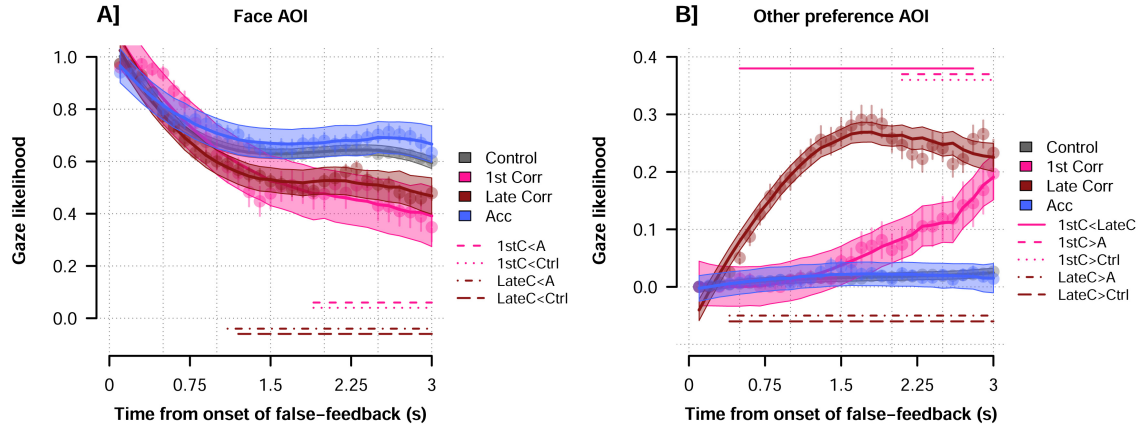 A]
Face AOI
Gaze likelihood
1.0
0.8
0.6
0.4
0.2
0.0
0
0.75
1.5
2.25
3
Time from onset of false−feedback (s)
Control
1st Corr
Late Corr
Acc
1stC<A
1stC<Ctrl
LateC<A
LateC<Ctrl
B]
Other preference AOI
Gaze likelihood
0.4
0.3
0.2
0.1
0.0
0
0.75
1.5
2.25
3
Time from onset of false−feedback (s)
Control
1st Corr
Late Corr
Acc
1stC<LateC
1stC>A
1stC>Ctrl
LateC>A
LateC>Ctrl